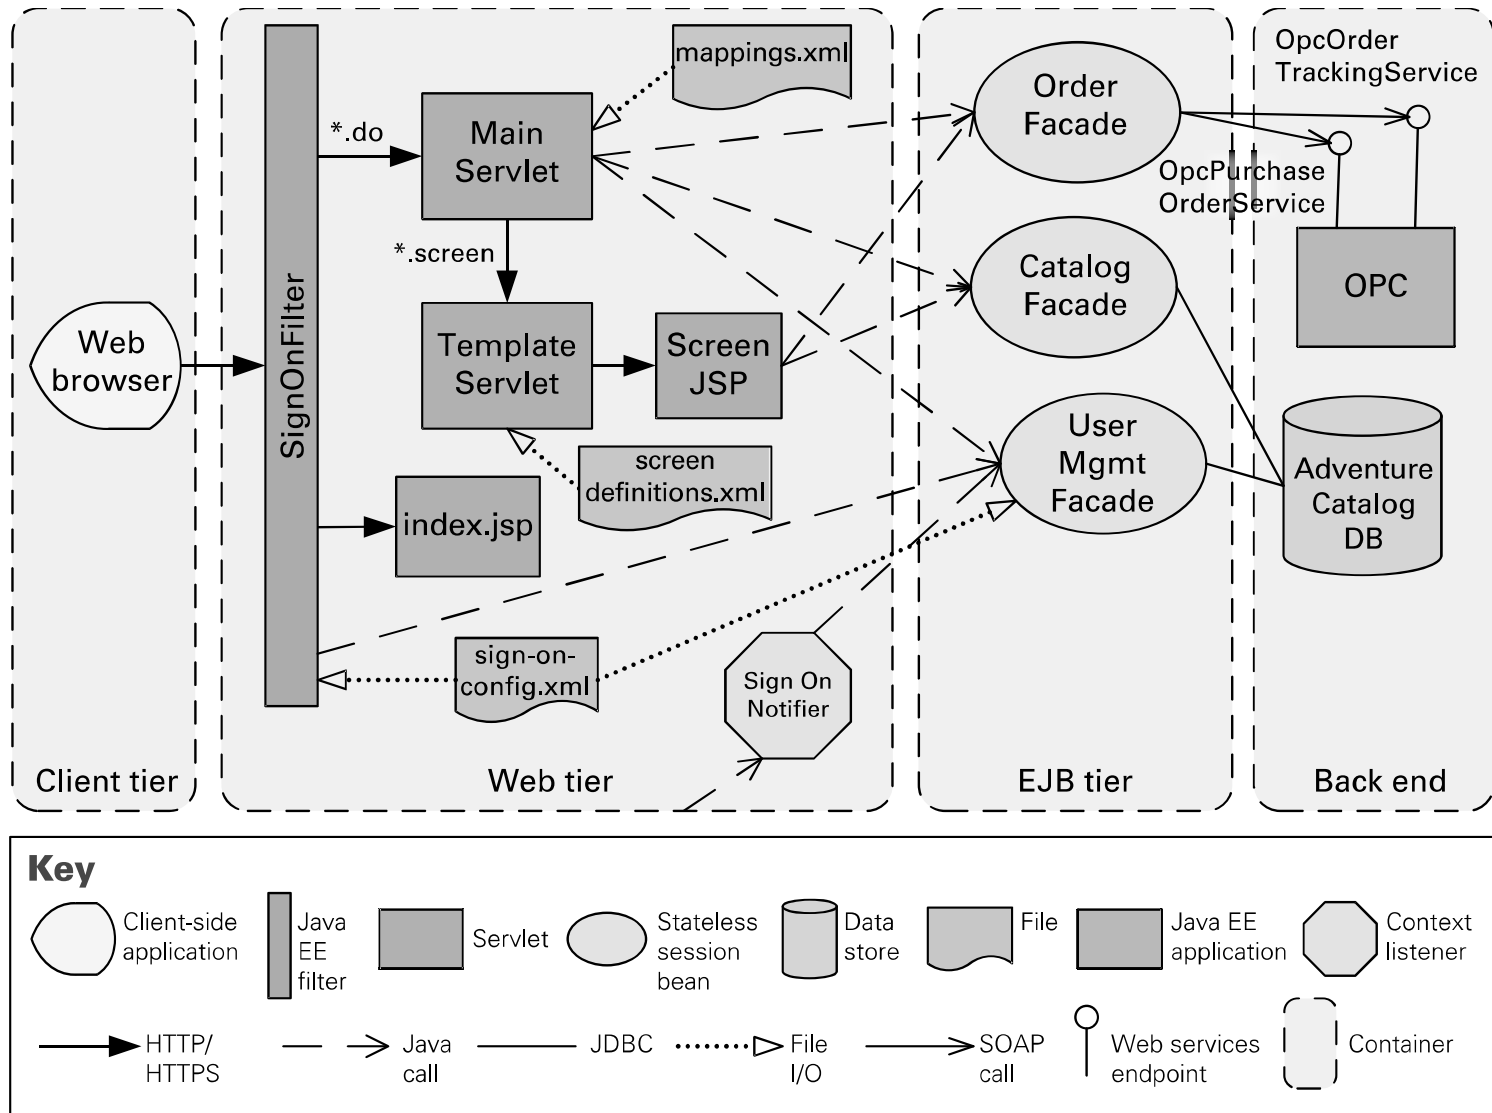 mappings.xml
*.do
Main
Servlet
*.screen
Template
Servlet
Screen
JSP
screen
definitions.xml
index.jsp
SignOnFilter
Web
browser
sign-on-
config.xml
Sign On
Notifier
Order
Facade
Catalog
Facade
User
Mgmt
Facade
OpcOrder
TrackingService
OpcPurchase
OrderService
OPC
Adventure
Catalog
DB
Client tier
Web tier
EJB tier
Back end
Key
Client-side
application
Java
EE
filter
Servlet
Stateless
session
bean
Data
store
File
Java EE
application
Context
listener
HTTP/
HTTPS
Java
call
JDBC
File
I/O
SOAP
call
Web services
endpoint
Container